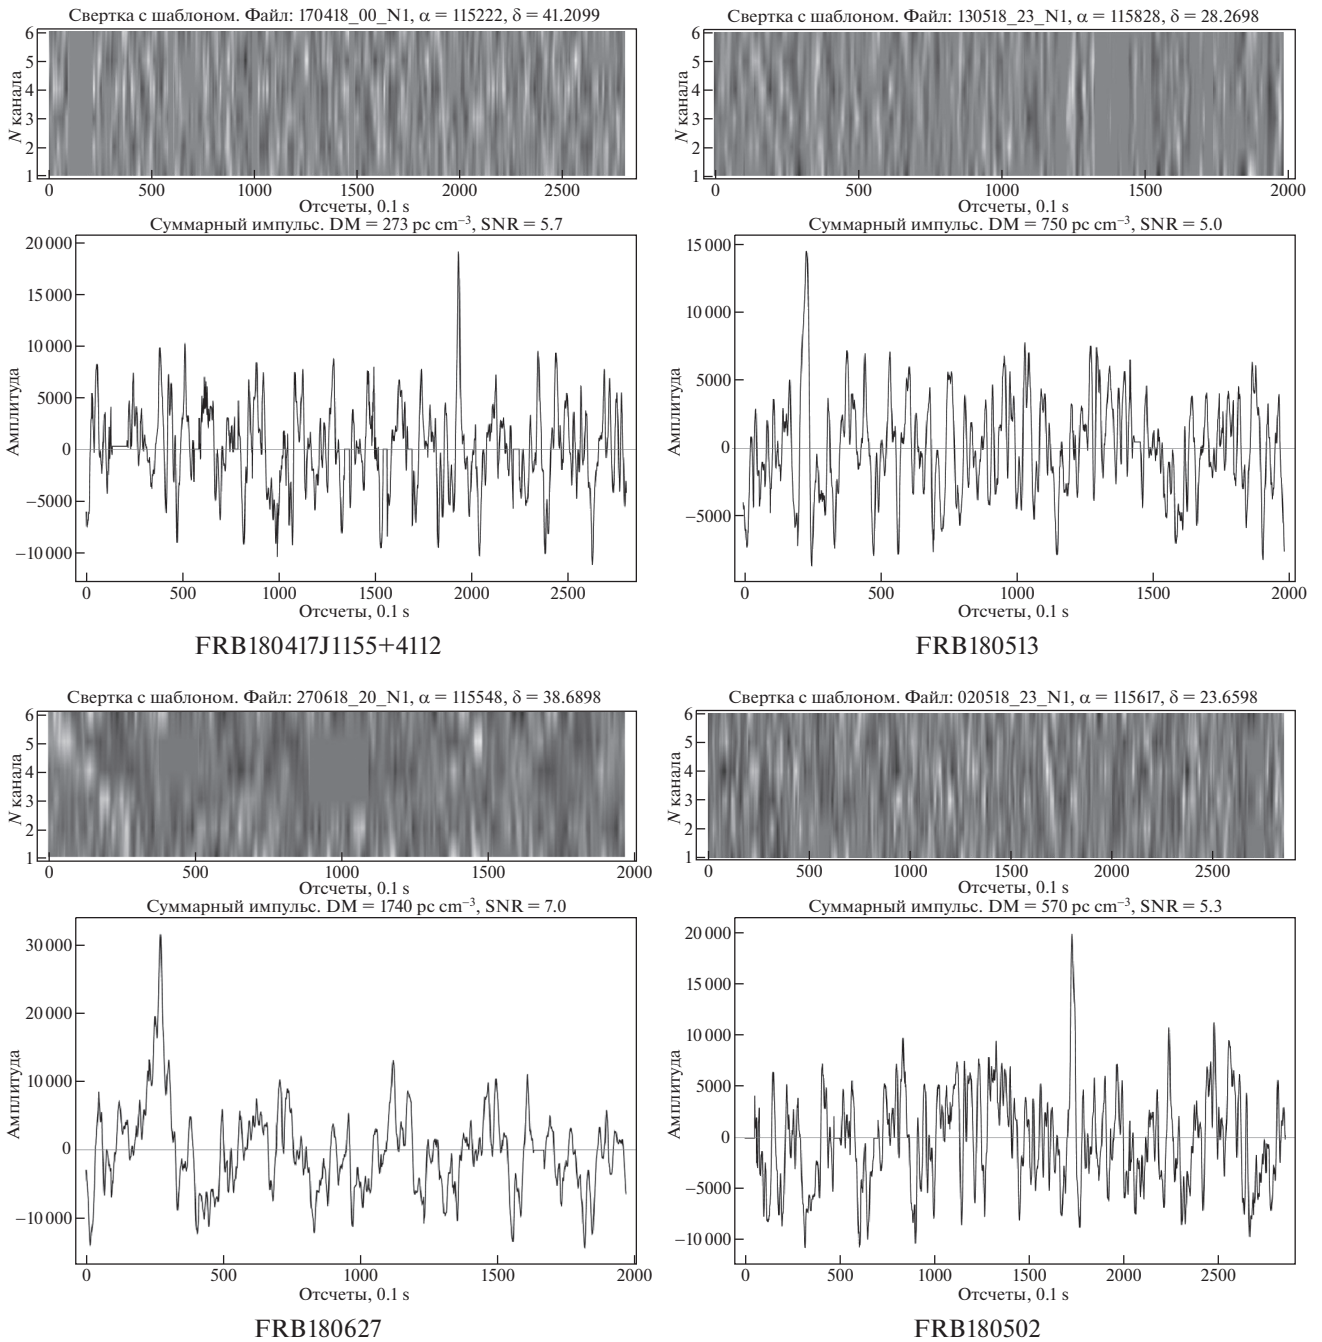 Свертка с шаблоном. Файл: 170418_00_N1, α = 115222, δ = 41.2099
N канала
6
5
4
3
2
1
0 500 1000 1500 2000 2500
Отсчеты, 0.1 s
Суммарный импульс. DM = 273 pc cm⁻³, SNR = 5.7
Амплитуда
20 000
15 000
10 000
5000
0
−5000
−10 000
0 500 1000 1500 2000 2500
Отсчеты, 0.1 s
FRB180417J1155+4112
Свертка с шаблоном. Файл: 130518_23_N1, α = 115828, δ = 28.2698
N канала
6
5
4
3
2
1
0 500 1000 1500 2000
Отсчеты, 0.1 s
Суммарный импульс. DM = 750 pc cm⁻³, SNR = 5.0
Амплитуда
15 000
10 000
5000
0
−5000
0 500 1000 1500 2000
Отсчеты, 0.1 s
FRB180513
Свертка с шаблоном. Файл: 270618_20_N1, α = 115548, δ = 38.6898
N канала
6
5
4
3
2
1
0 500 1000 1500 2000
Отсчеты, 0.1 s
Суммарный импульс. DM = 1740 pc cm⁻³, SNR = 7.0
Амплитуда
30 000
20 000
10 000
0
−10 000
0 500 1000 1500 2000
Отсчеты, 0.1 s
FRB180627
Свертка с шаблоном. Файл: 020518_23_N1, α = 115617, δ = 23.6598
N канала
6
5
4
3
2
1
0 500 1000 1500 2000 2500
Отсчеты, 0.1 s
Суммарный импульс. DM = 570 pc cm⁻³, SNR = 5.3
Амплитуда
20 000
15 000
10 000
5000
0
−5000
−10 000
0 500 1000 1500 2000 2500
Отсчеты, 0.1 s
FRB180502